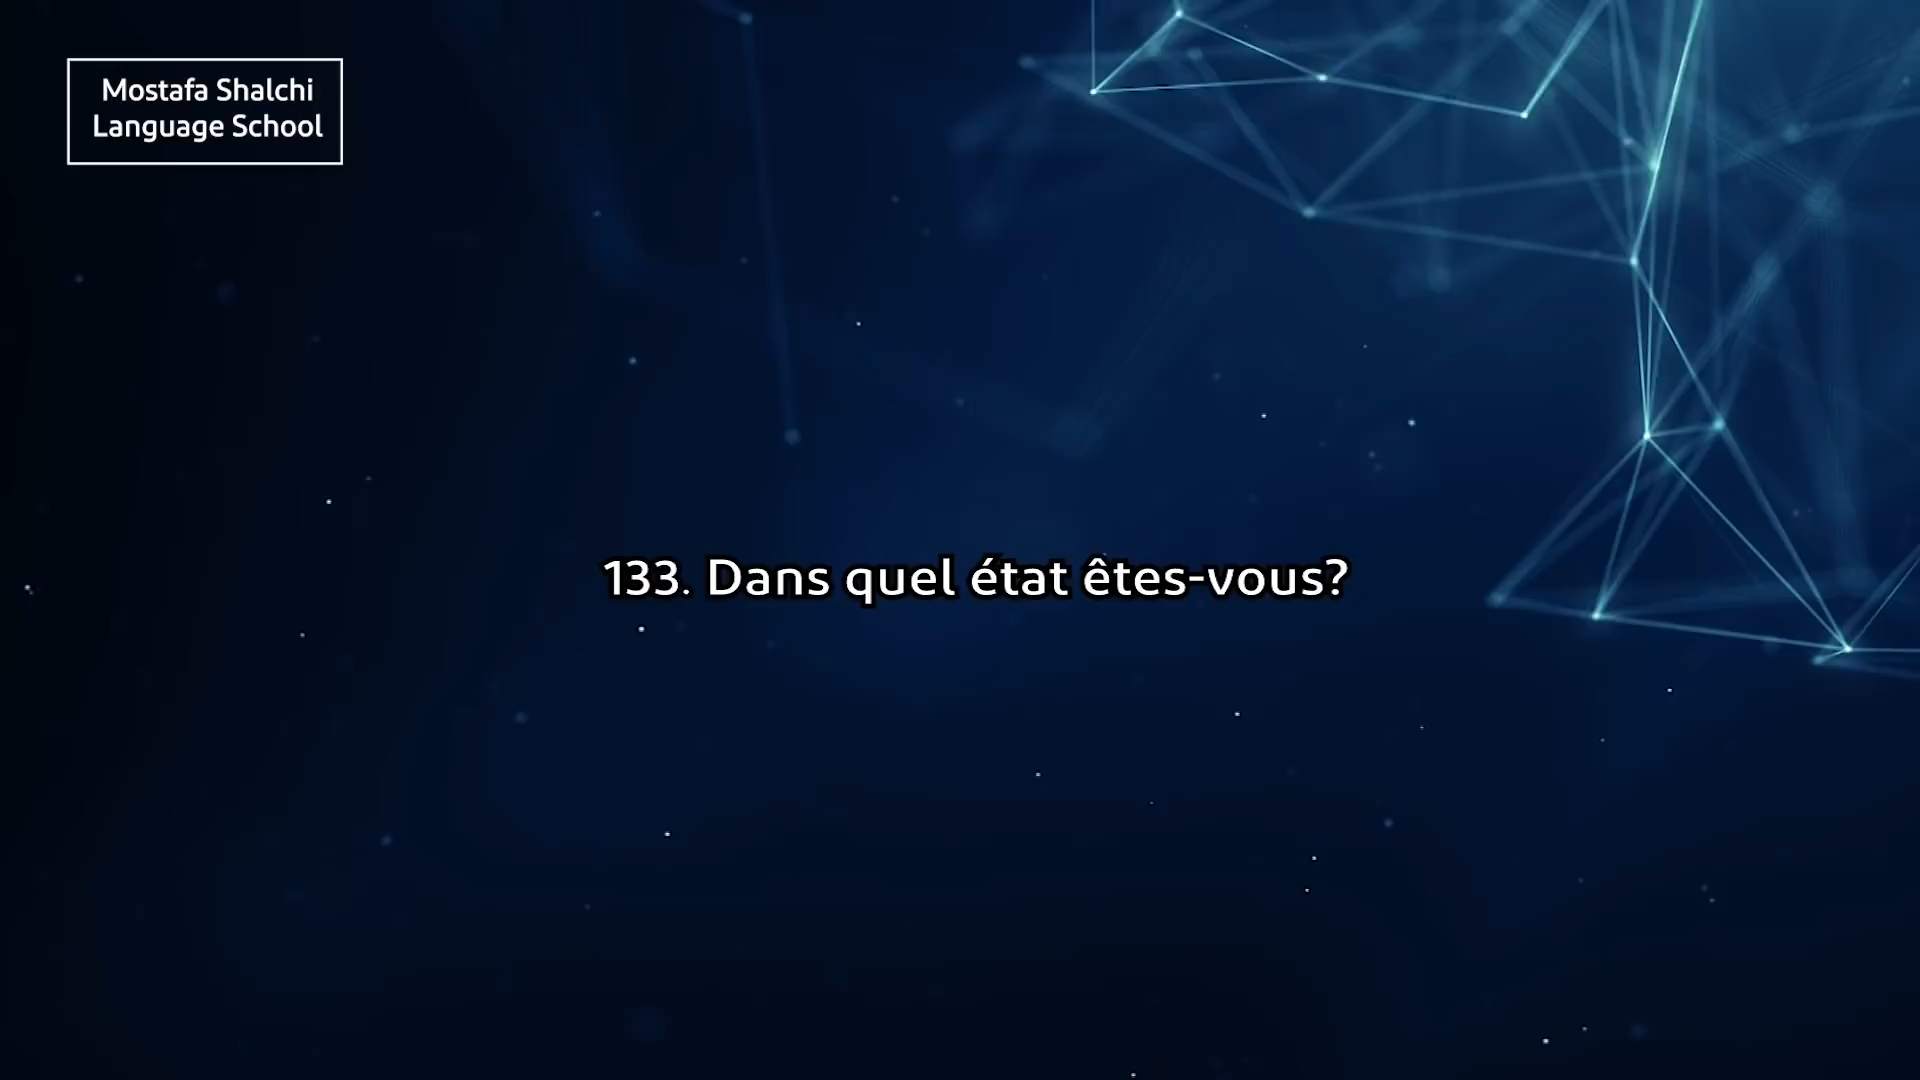 Mostafa Shalchi
Language School
133. Dans quel état êtes-vous?